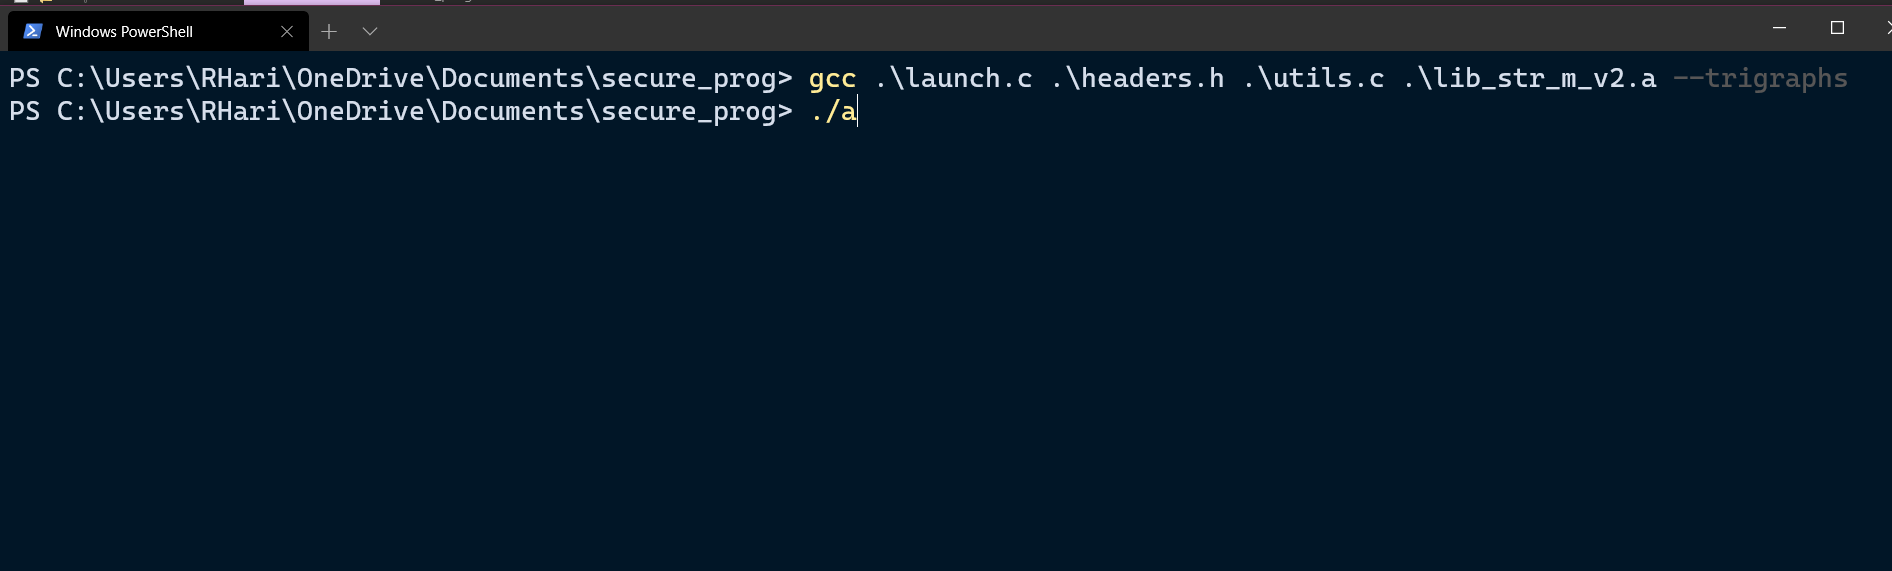 Windows PowerShell
PS C:\Users\RHari\OneDrive\Documents\secure_prog> gcc .\launch.c .\headers.h .\utils.c .\lib_str_m_v2.a --trigraphs
PS C:\Users\RHari\OneDrive\Documents\secure_prog> ./a